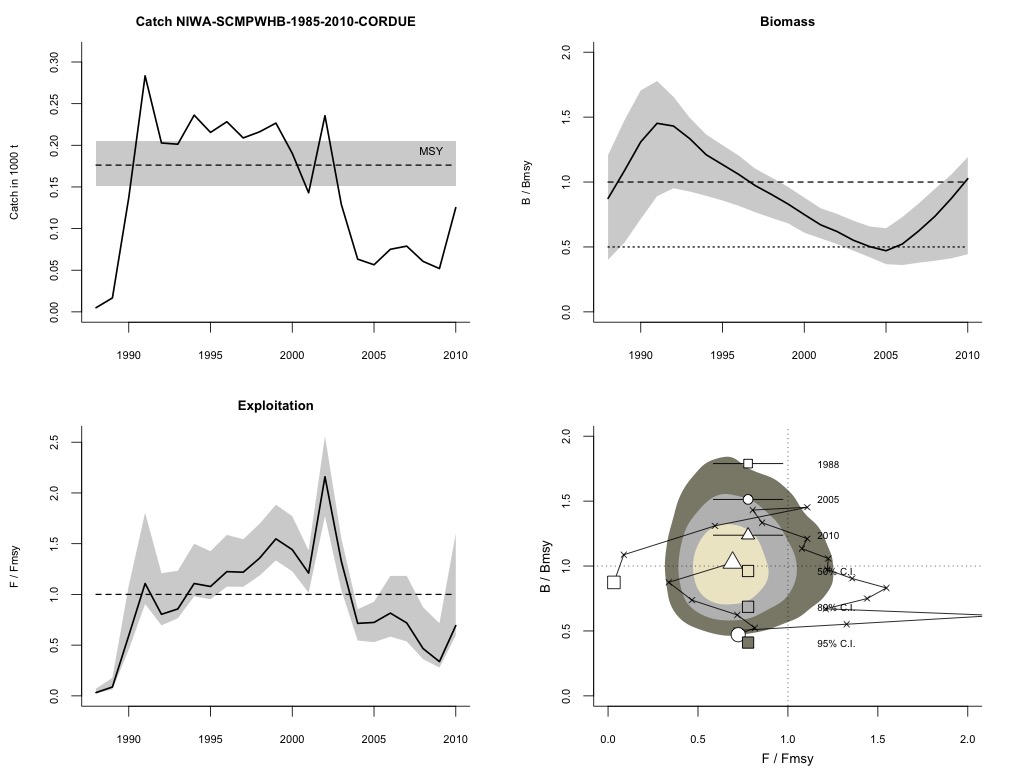 Catch NIWA-SCMPWHB-1985-2010-CORDUE
Catch in 1000 t
0.00 0.05 0.10 0.15 0.20 0.25 0.30
MSY
1990 1995 2000 2005 2010
Biomass
B / Bmsy
0.0 0.5 1.0 1.5 2.0
1990 1995 2000 2005 2010
Exploitation
F / Fmsy
0.0 0.5 1.0 1.5 2.0 2.5
1990 1995 2000 2005 2010
B / Bmsy
0.0 0.5 1.0 1.5 2.0
1988
2005
2010
50% C.I.
80% C.I.
95% C.I.
0.0 0.5 1.0 1.5 2.0
F / Fmsy